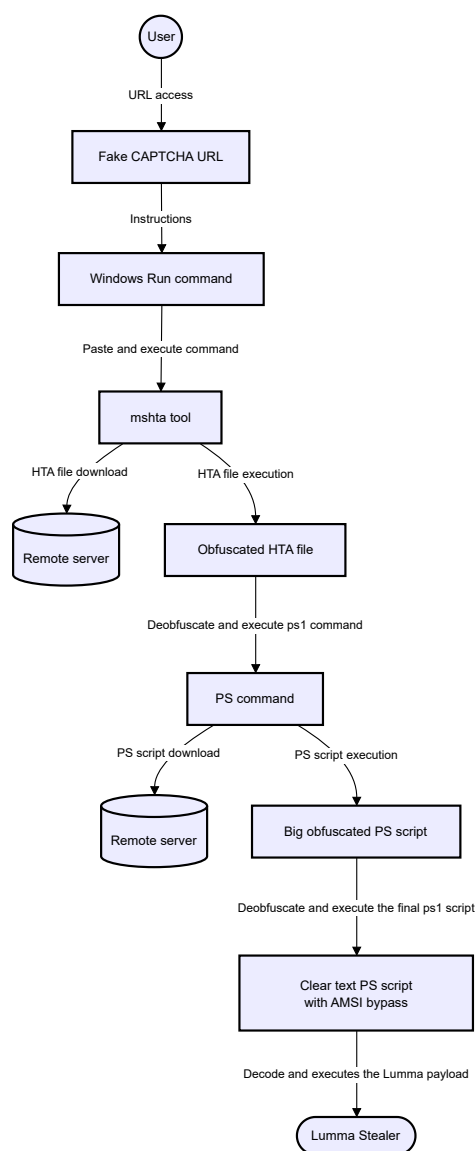 User
URL access
Fake CAPTCHA URL
Instructions
Windows Run command
Paste and execute command
mshta tool
HTA file download
HTA file execution
Remote server
Obfuscated HTA file
Deobfuscate and execute ps1 command
PS command
PS script download
PS script execution
Remote server
Big obfuscated PS script
Deobfuscate and execute the final ps1 script
Clear text PS script
with AMSI bypass
Decode and executes the Lumma payload
Lumma Stealer